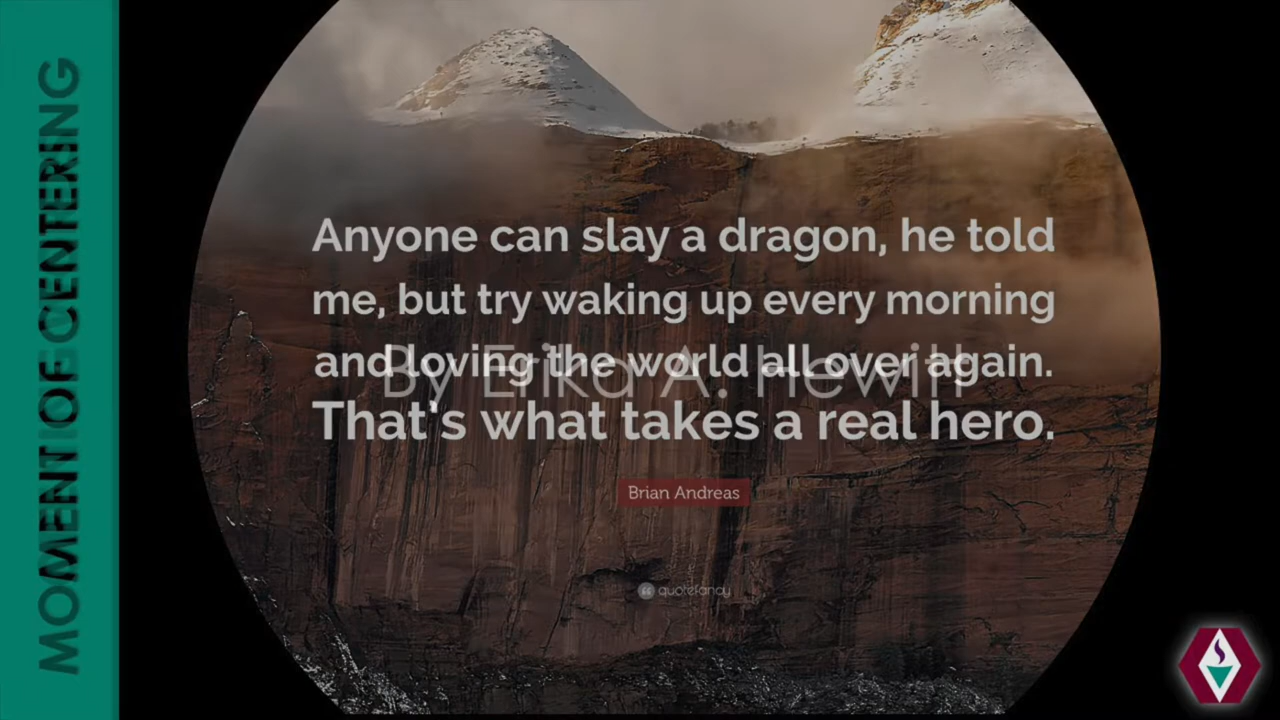 MOMENT OF CENTERING
Anyone can slay a dragon, he told
me, but try waking up every morning
and loving the world all over again.
By Erika A. Hewitt
That's what takes a real hero.
Brian Andreas
quotefancy